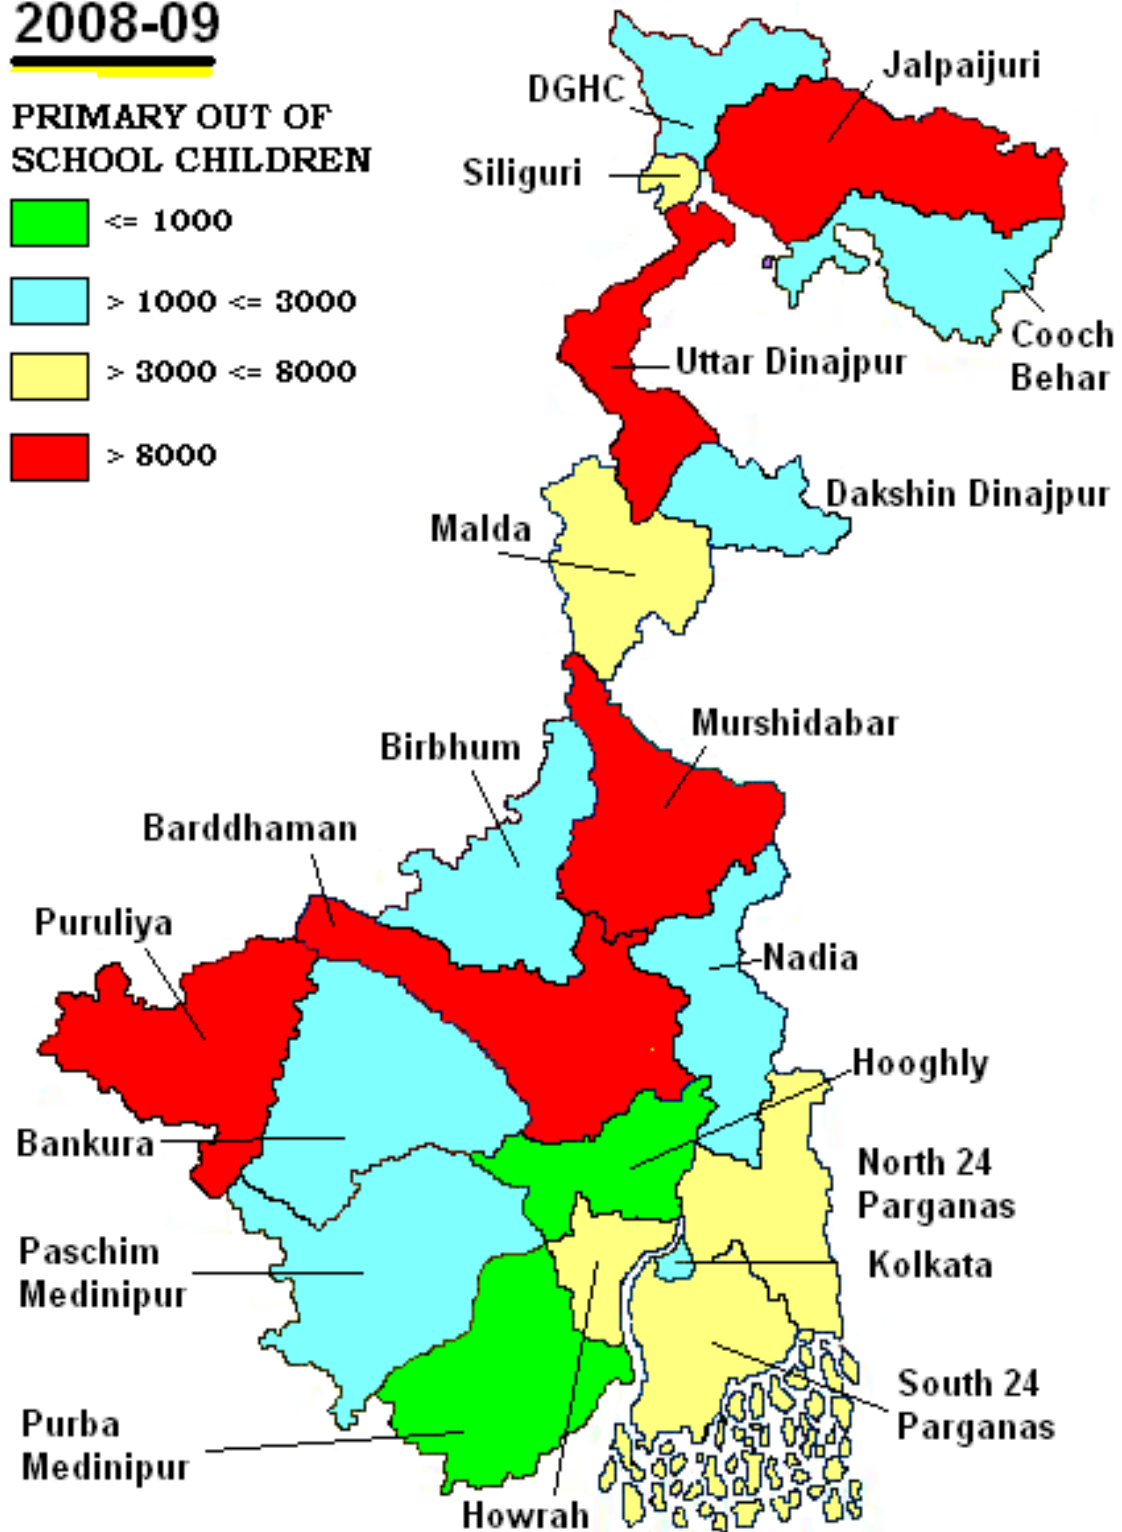 2008-09
PRIMARY OUT OF
SCHOOL CHILDREN
<= 1000
> 1000 <= 3000
> 3000 <= 8000
> 8000
DGHC
Jalpaijuri
Siliguri
Cooch
Behar
Uttar Dinajpur
Dakshin Dinajpur
Malda
Murshidabar
Birbhum
Barddhaman
Puruliya
Nadia
Hooghly
Bankura
North 24
Parganas
Paschim
Medinipur
Kolkata
South 24
Parganas
Purba
Medinipur
Howrah